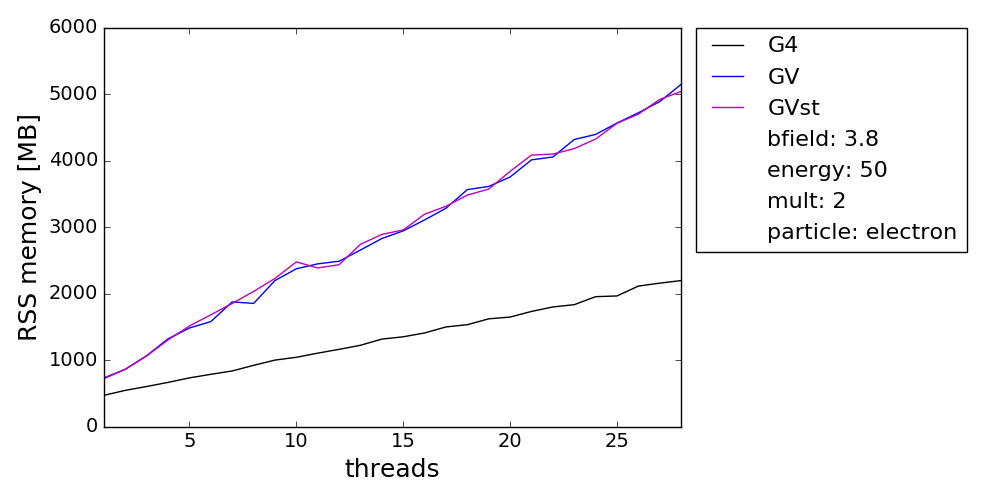 6000
5000
4000
3000
2000
1000
0
RSS memory [MB]
5
10
15
20
25
threads
G4
GV
GVst
bfield: 3.8
energy: 50
mult: 2
particle: electron